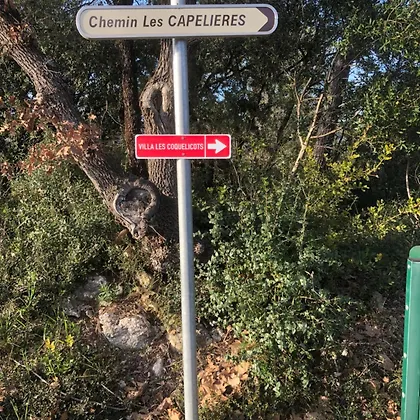 Chemin Les CAPELIERES
VILLA LES COQUELICOTS